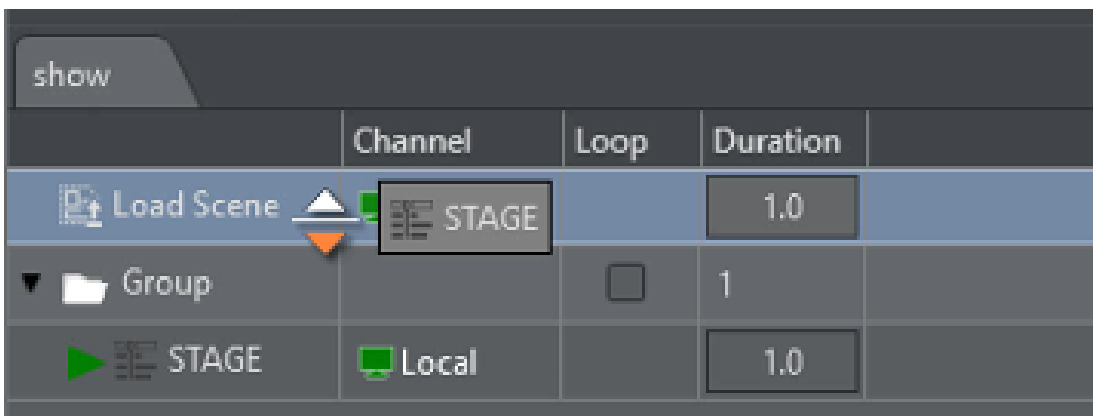 show
Channel Loop Duration
Load Scene STAGE 1.0
Group 1
STAGE Local 1.0